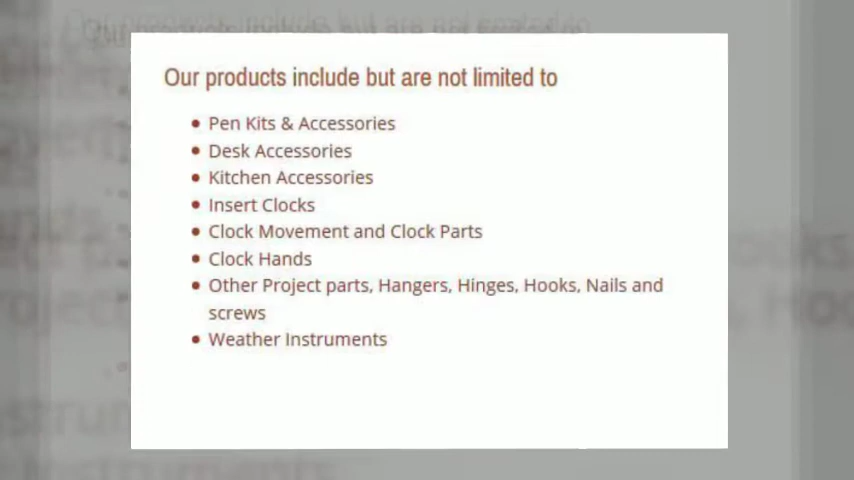 Our products include but are not limited to
Pen Kits & Accessories
Desk Accessories
Kitchen Accessories
Insert Clocks
Clock Movement and Clock Parts
Clock Hands
Other Project parts, Hangers, Hinges, Hooks, Nails and
screws
Weather Instruments